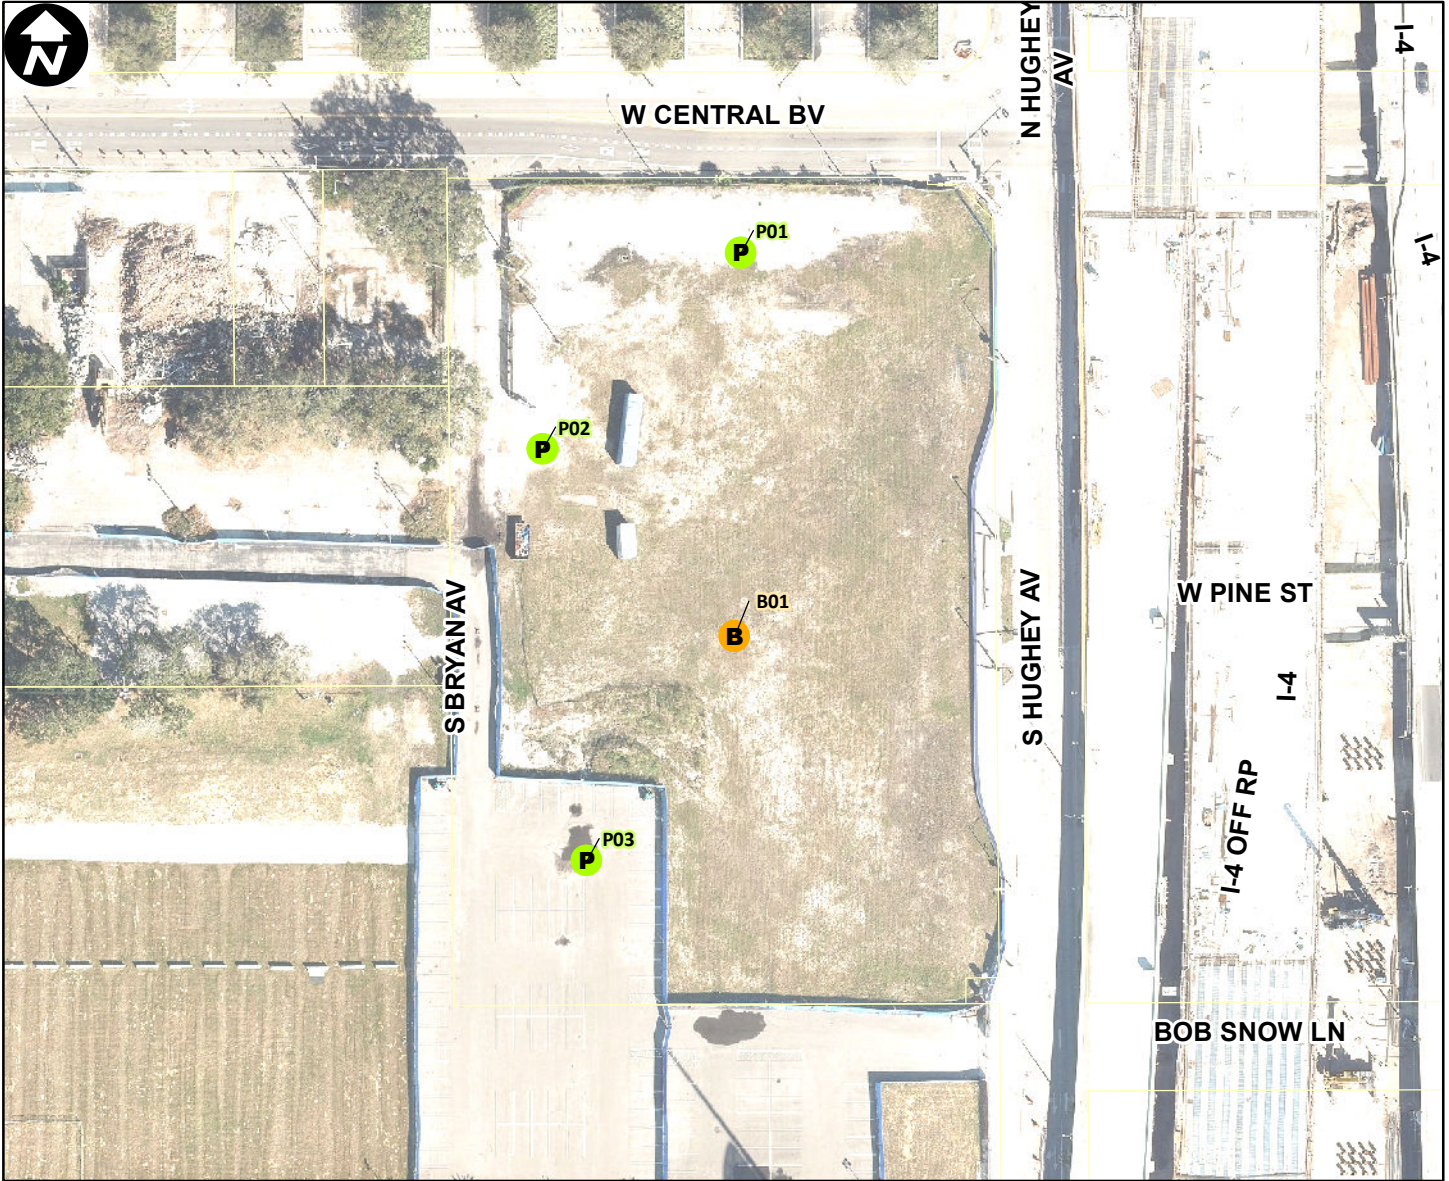 N
W CENTRAL BV
N HUGHEY
AV
I-4
I-4
P P01
P P02
B B01
S BRYAN AV
S HUGHEY AV
W PINE ST
I-4
I-4 OFF RP
P P03
BOB SNOW LN